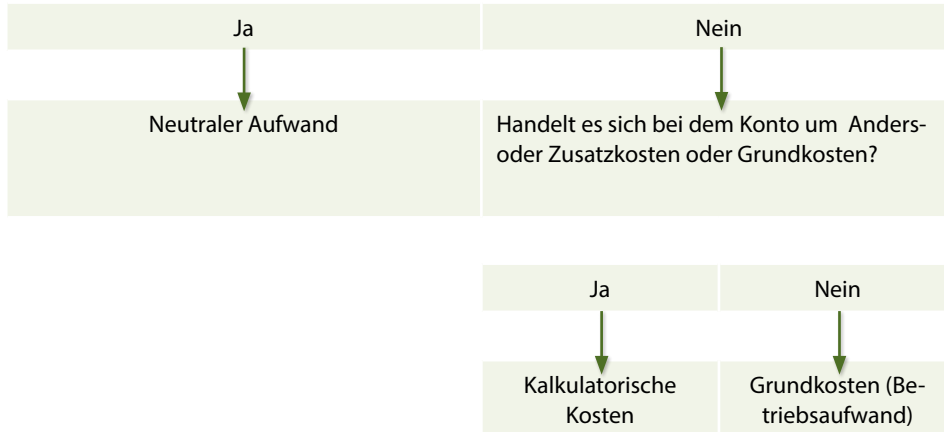 Ja
Nein
Neutraler Aufwand
Handelt es sich bei dem Konto um Anders-
oder Zusatzkosten oder Grundkosten?
Ja
Nein
Kalkulatorische
Kosten
Grundkosten (Be-
triebsaufwand)